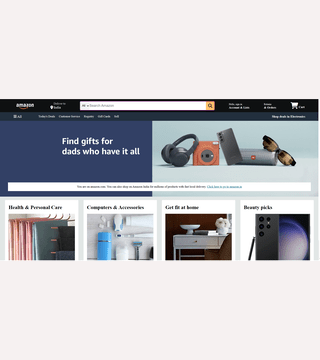 amazon
Deliver to
India
All
Search Amazon
Hello, sign in
Account & Lists
Returns
& Orders
Cart
All
Today's Deals
Customer Service
Registry
Gift Cards
Sell
Shop deals in Electronics
Find gifts for
dads who have it all
You are on amazon.com. You can also shop on Amazon India for millions of products with fast local delivery. Click here to go to amazon.in
Health & Personal Care
Computers & Accessories
Get fit at home
Beauty picks